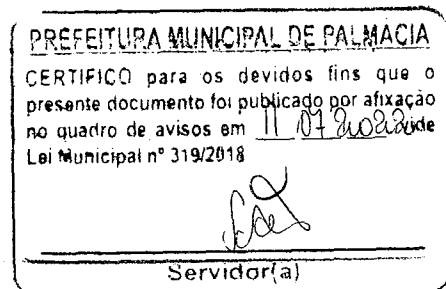 PREFEITURA MUNICIPAL DE PALMACIA
CERTIFICO para os devidos fins que o
presente documento foi publicado por afixação
no quadro de avisos em 11 07 vide
Lei Municipal nº 319/2018
Servidor(a)